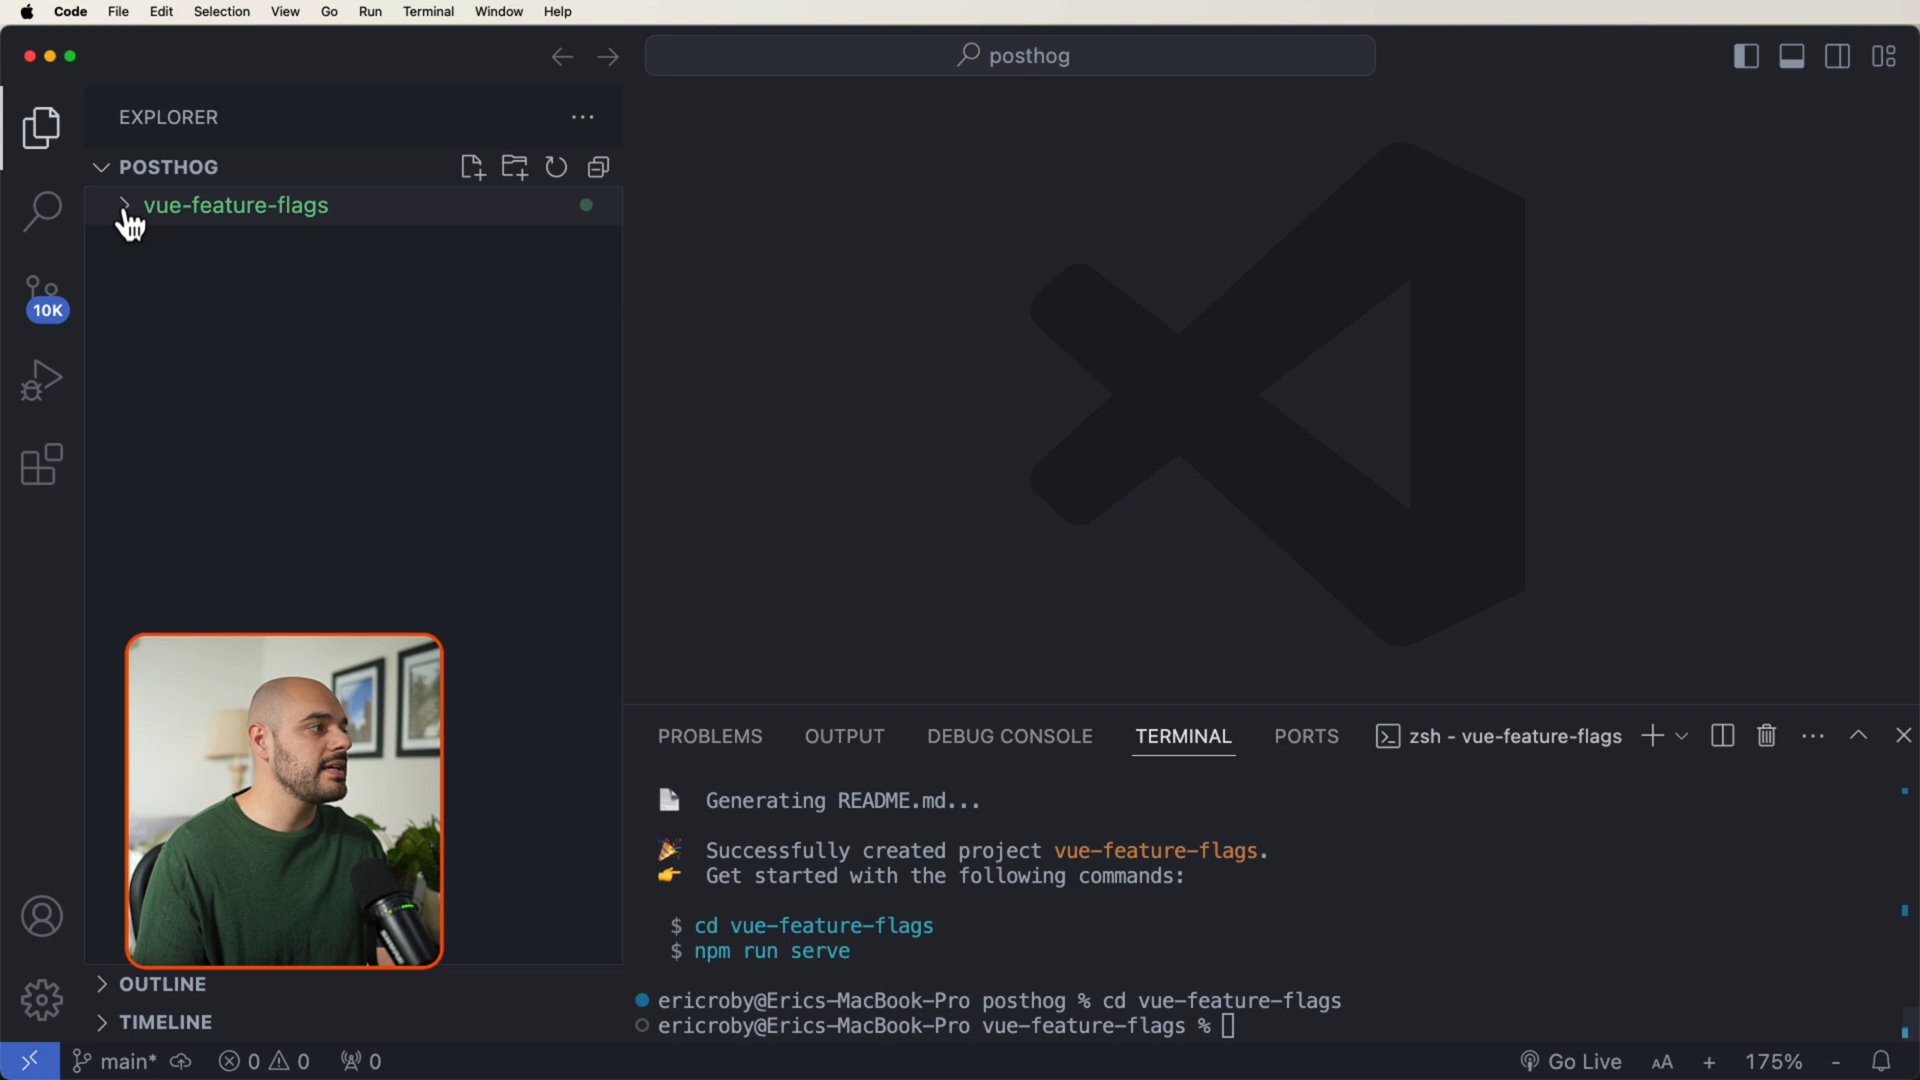 Code File Edit Selection View Go Run Terminal Window Help
posthog
EXPLORER
POSTHOG
vue-feature-flags
10K
PROBLEMS OUTPUT DEBUG CONSOLE TERMINAL PORTS zsh - vue-feature-flags
Generating README.md...
Successfully created project vue-feature-flags.
Get started with the following commands:
$ cd vue-feature-flags
$ npm run serve
ericroby@Erics-MacBook-Pro posthog % cd vue-feature-flags
ericroby@Erics-MacBook-Pro vue-feature-flags %
OUTLINE
TIMELINE
main* 0 0 0 Go Live AA + 175% -